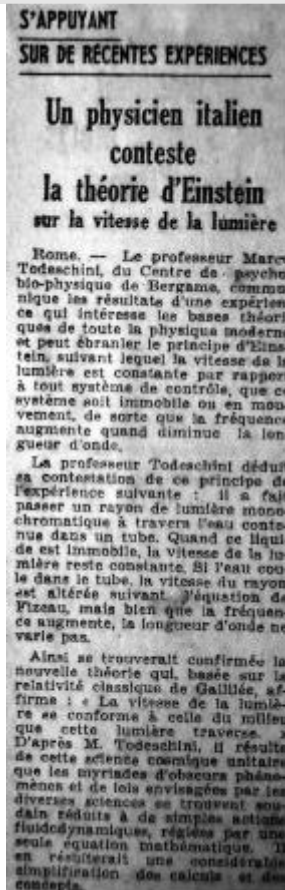 S'APPUYANT
SUR DE RÉCENTES EXPÉRIENCES
Un physicien italien
conteste
la théorie d'Einstein
sur la vitesse de la lumière
Rome. — Le professeur Marco
Todeschini, du Centre de psycho
bio-physique de Bergame, commu
nique les résultats d'une expérien
ce qui intéresse les bases théori
ques de toute la physique moderne
et peut ébranler le principe d'Eins
tein, suivant lequel la vitesse de la
lumière est constante par rapport
à tout système de contrôle, que ce
système soit immobile ou en mou
vement, de sorte que la fréquence
augmente quand diminue la lon
gueur d'onde.
Le professeur Todeschini déduit
sa contestation de ce principe de
l'expérience suivante : il a fait
passer un rayon de lumière mono
chromatique à travers l'eau conte
nue dans un tube. Quand ce liqui
de est immobile, la vitesse de la lu
mière reste constante. Si l'eau cou
le dans le tube, la vitesse du rayon
est altérée suivant l'équation de
Fizeau, mais bien que la fréquen
ce augmente, la longueur d'onde ne
varie pas.
Ainsi se trouverait confirmée la
nouvelle théorie qui, basée sur la
relativité classique de Galilée, af
firme : « La vitesse de la lumiè
re se conforme à celle du milieu
que cette lumière traverse. »
D'après M. Todeschini, il résulte
de cette science cosmique unitaire
que les myriades d'obscurs phéno
mènes et de lois envisagées par les
diverses sciences se trouvent sou
dain réduits à de simples actions
fluidodynamiques, réglées par une
seule équation mathématique. Il
en résulterait une considérable
simplification des calculs et des
concepts.